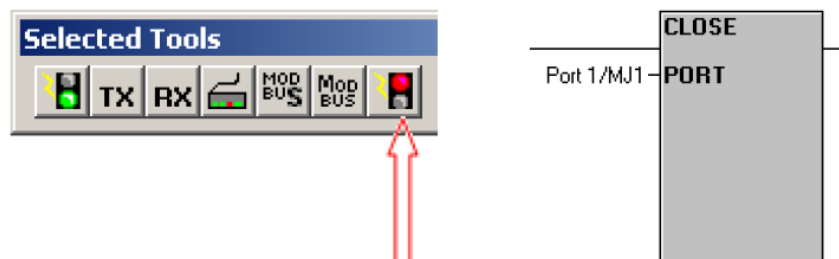 Selected Tools
TX RX MOD BUS MOD BUS
CLOSE
Port 1/MJ1 PORT